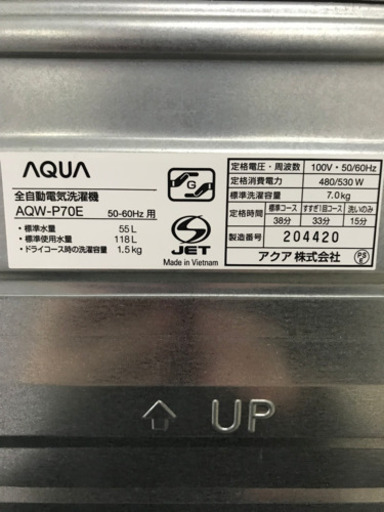 AQUA
全自動電気洗濯機
AQW-P70E 50-60Hz 用
・標準水量 55L
・標準使用水量 118L
・ドライコース時の洗濯容量 1.5kg
G
S
JET
Made in Vietnam
定格電圧・周波数 100V・50/60Hz
定格消費電力 480/530W
標準洗濯容量 7.0kg
定格時間 標準コース すすぎ1回コース 洗いのみ
38分 33分 15分
製造番号 204420
アクア株式会社
PSE
UP